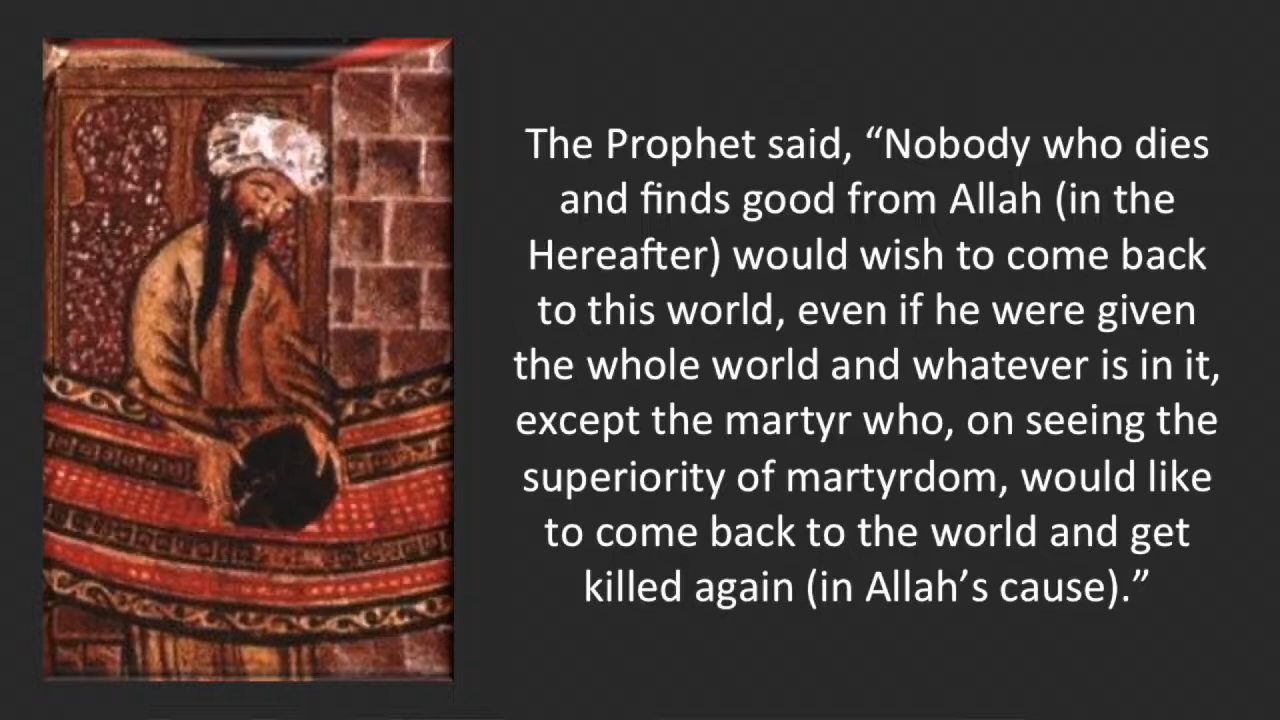 The Prophet said, “Nobody who dies
and finds good from Allah (in the
Hereafter) would wish to come back
to this world, even if he were given
the whole world and whatever is in it,
except the martyr who, on seeing the
superiority of martyrdom, would like
to come back to the world and get
killed again (in Allah’s cause).”